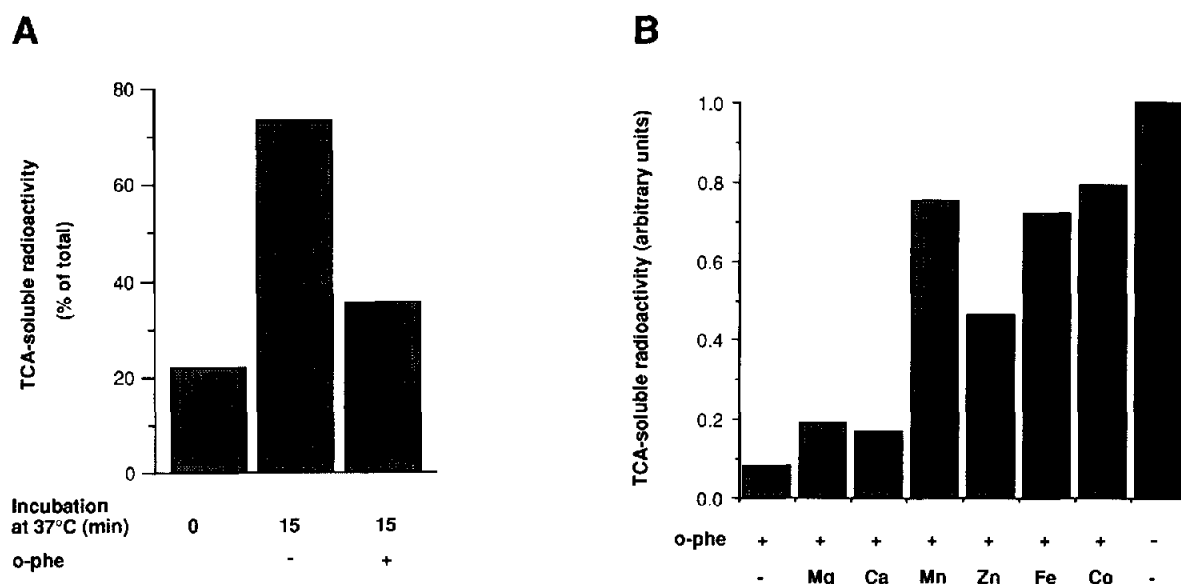 A
TCA-soluble radioactivity
(% of total)
80
60
40
20
0
Incubation
at 37°C (min) 0 15 15
o-phe - +
B
TCA-soluble radioactivity (arbitrary units)
1.0
0.8
0.6
0.4
0.2
0.0
o-phe + + + + + + + -
- Mg Ca Mn Zn Fe Co -